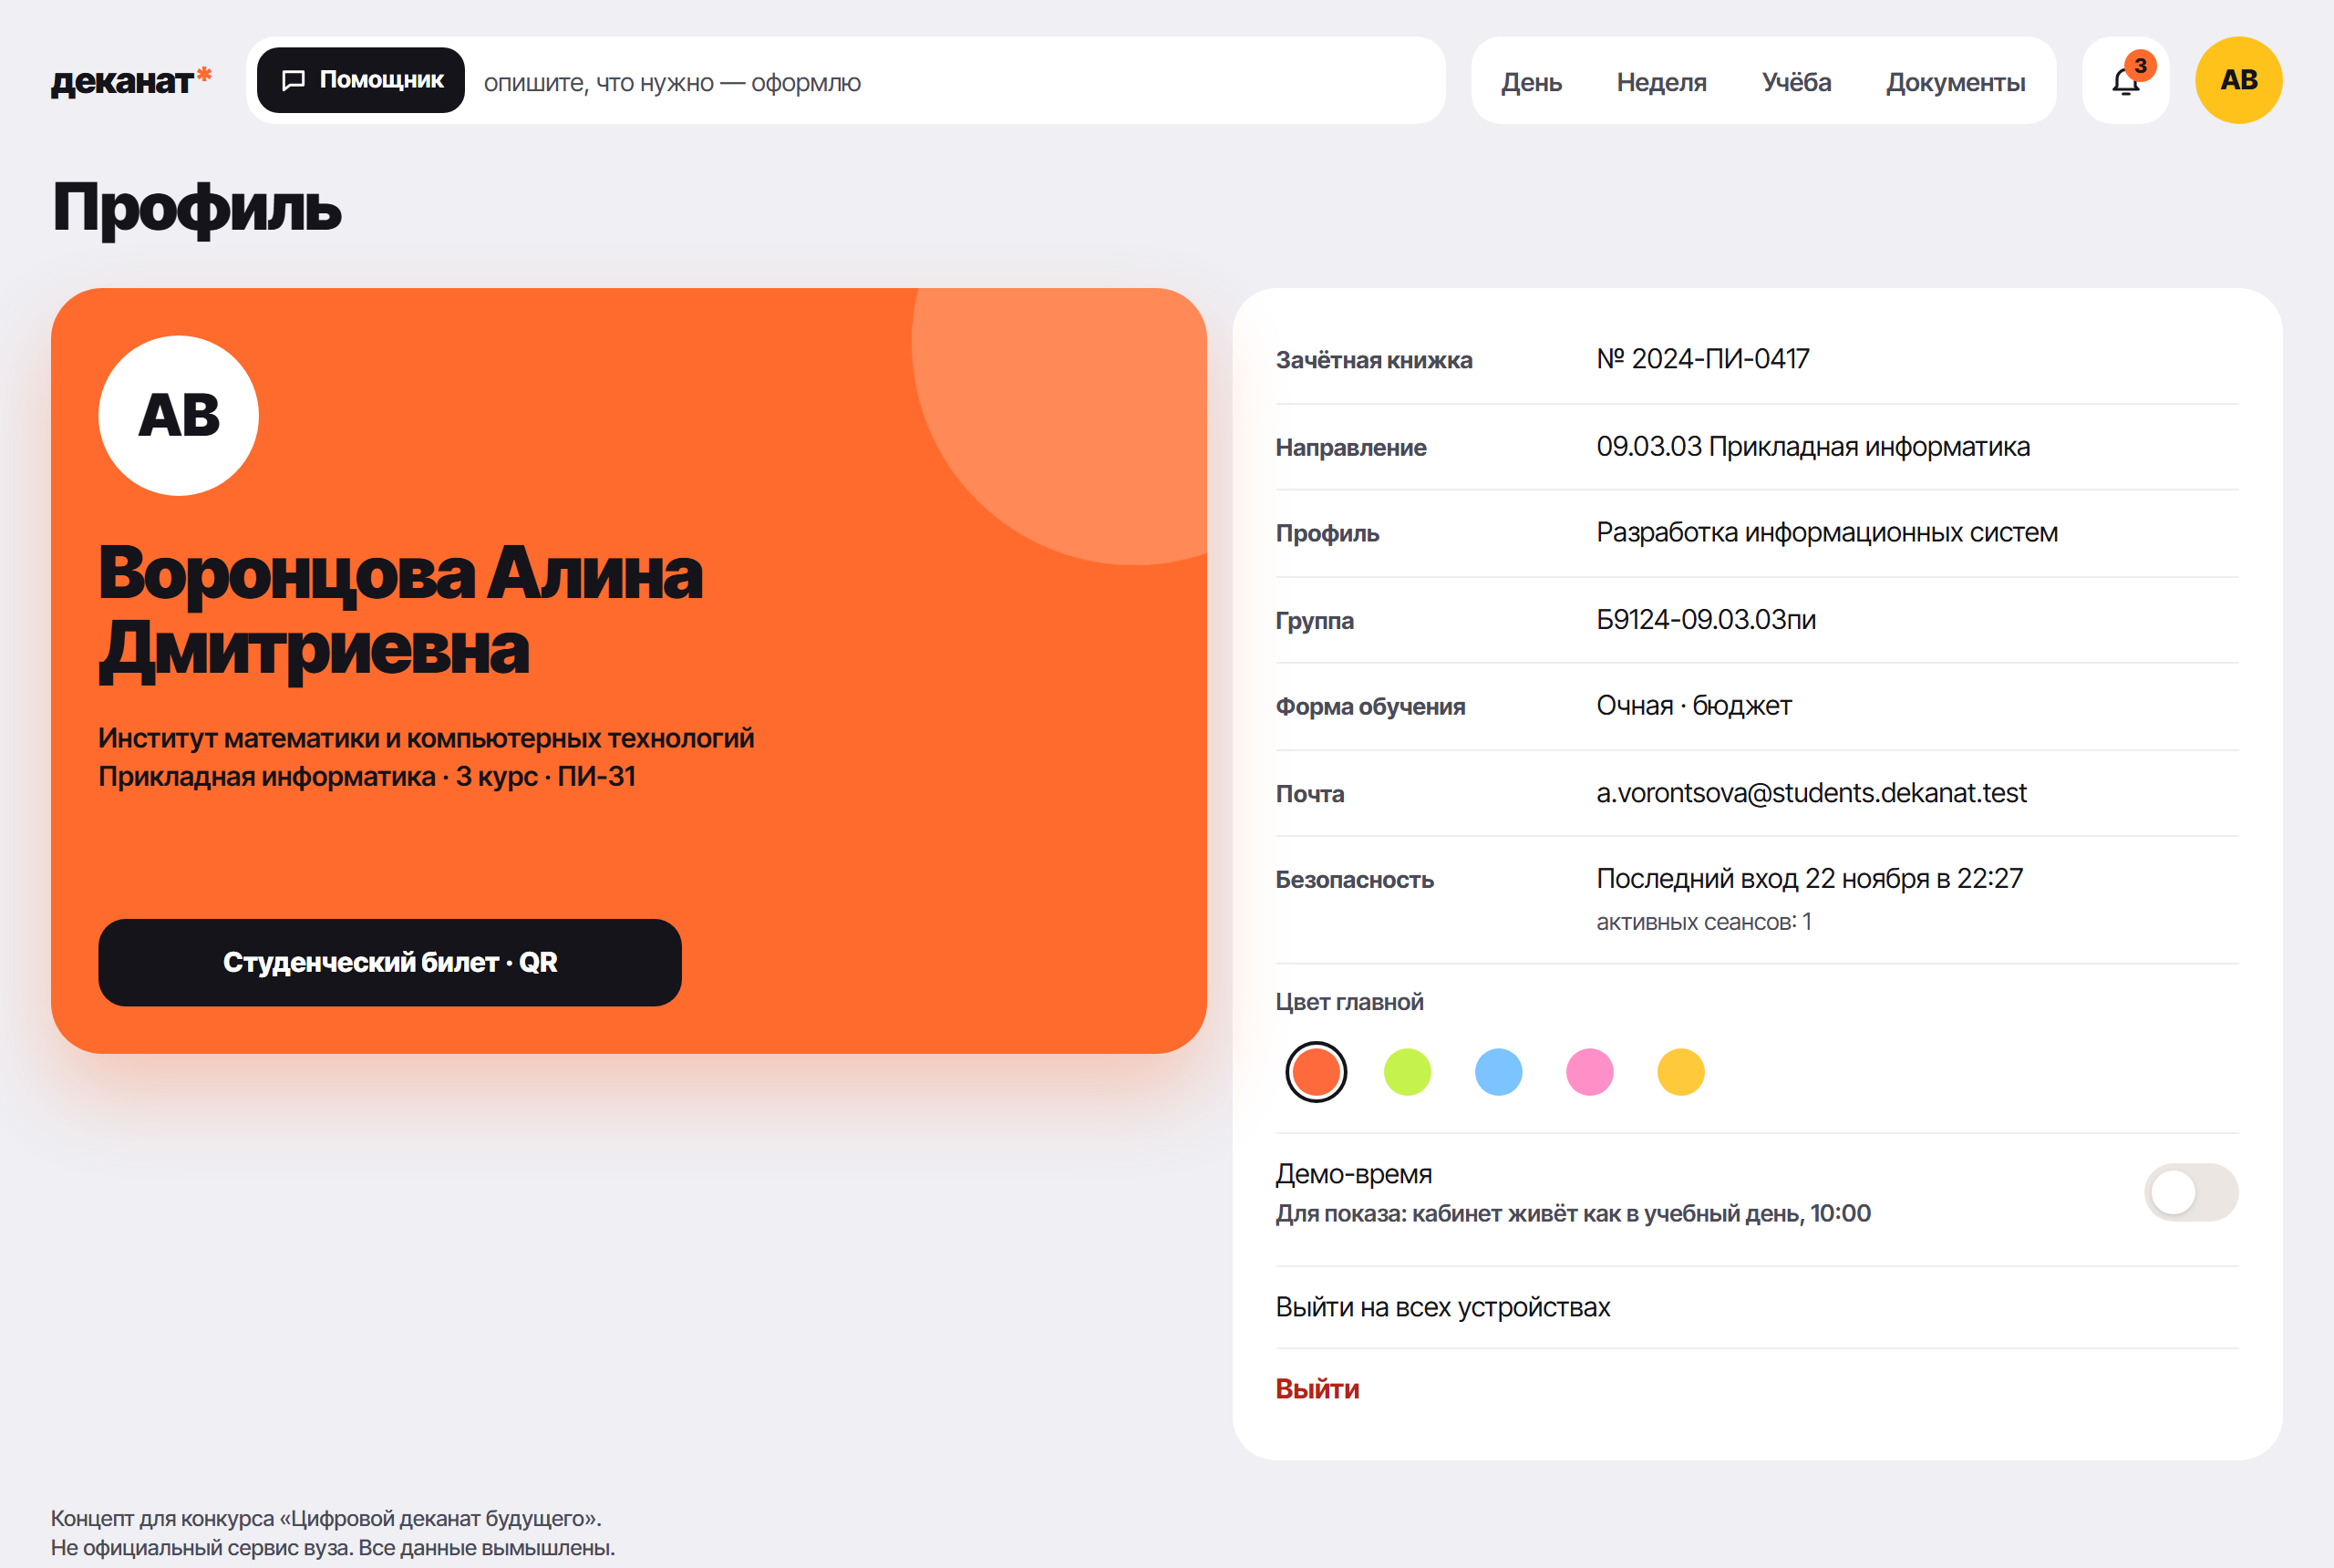 деканат*
Помощник
опишите, что нужно — оформлю
День
Неделя
Учёба
Документы
3
АВ
Профиль
АВ
Воронцова Алина
Дмитриевна
Институт математики и компьютерных технологий
Прикладная информатика · 3 курс · ПИ-31
Студенческий билет · QR
Зачётная книжка
№ 2024-ПИ-0417
Направление
09.03.03 Прикладная информатика
Профиль
Разработка информационных систем
Группа
Б9124-09.03.03пи
Форма обучения
Очная · бюджет
Почта
a.vorontsova@students.dekanat.test
Безопасность
Последний вход 22 ноября в 22:27
активных сеансов: 1
Цвет главной
Демо-время
Для показа: кабинет живёт как в учебный день, 10:00
Выйти на всех устройствах
Выйти
Концепт для конкурса «Цифровой деканат будущего».
Не официальный сервис вуза. Все данные вымышлены.